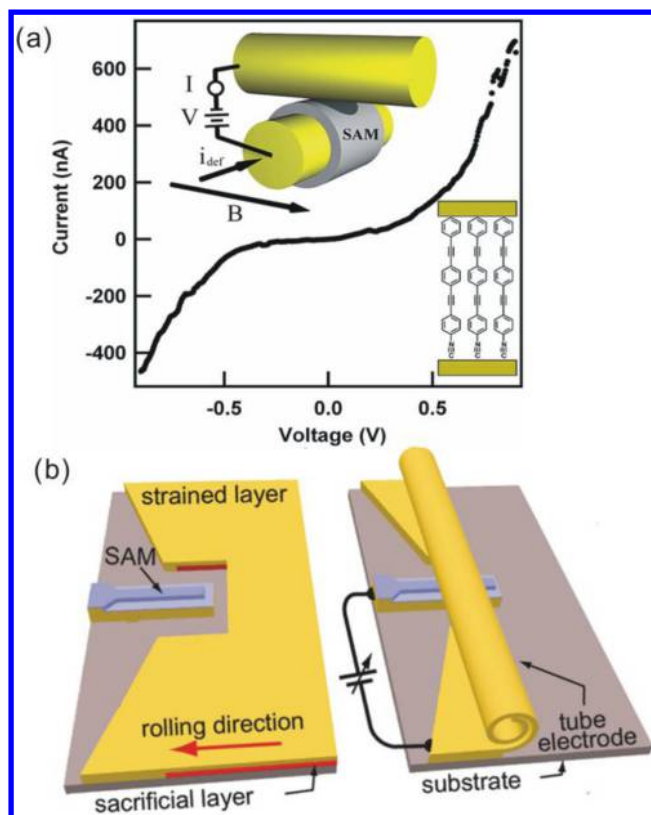 (a)
600
400
200
0
-200
-400
Current (nA)
I
V
i def
B
SAM
-0.5
0.0
0.5
Voltage (V)
(b)
strained layer
SAM
rolling direction
sacrificial layer
tube
electrode
substrate